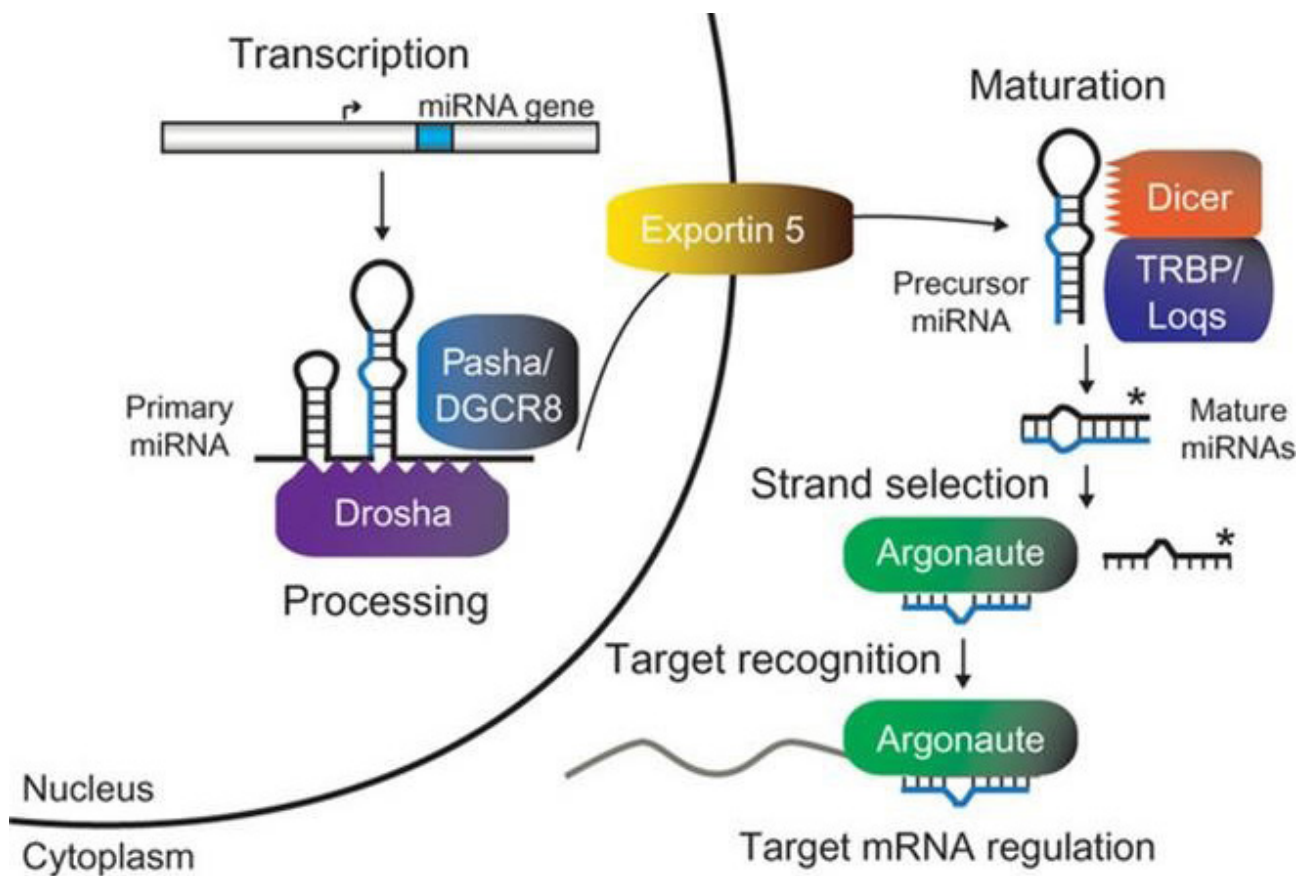 Transcription
miRNA gene
Primary
miRNA
Pasha/
DGCR8
Drosha
Processing
Exportin 5
Maturation
Dicer
TRBP/
Loqs
Precursor
miRNA
*
Mature
miRNAs
Strand selection
Argonaute
*
Target recognition
Argonaute
Target mRNA regulation
Nucleus
Cytoplasm